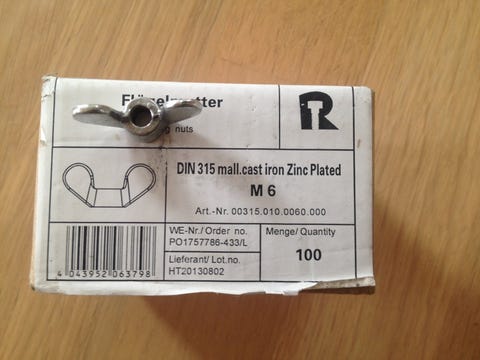 nuts
DIN 315 mall.cast iron Zinc Plated
M 6
Art.-Nr. 00315.010.0060.000
WE-Nr./ Order no.
PO1757786-433/L
Menge/ Quantity
100
Lieferant/ Lot.no.
HT20130802
4 043952 063798
R